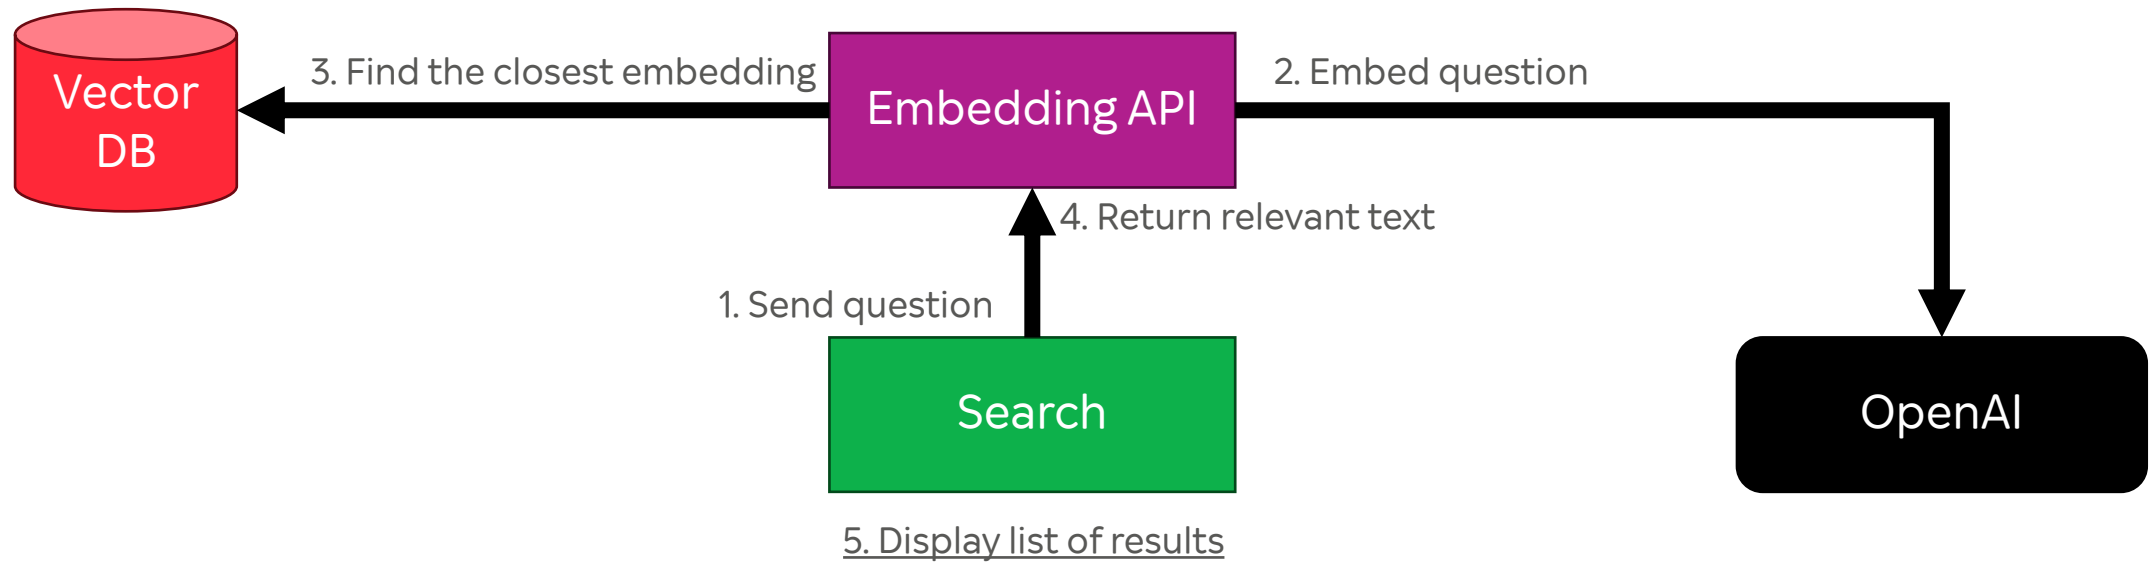 Vector
DB
3. Find the closest embedding
Embedding API
2. Embed question
4. Return relevant text
1. Send question
Search
OpenAI
5. Display list of results